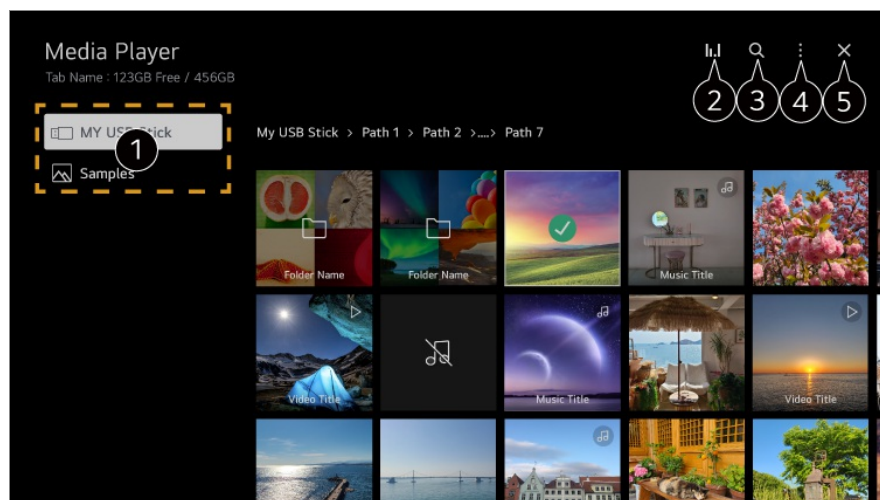 Media Player
Tab Name : 123GB Free / 456GB
2
3
4
5
MY USB Stick
1
Samples
My USB Stick > Path 1 > Path 2 >....> Path 7
Folder Name
Folder Name
Music Title
Video Title
Music Title
Video Title